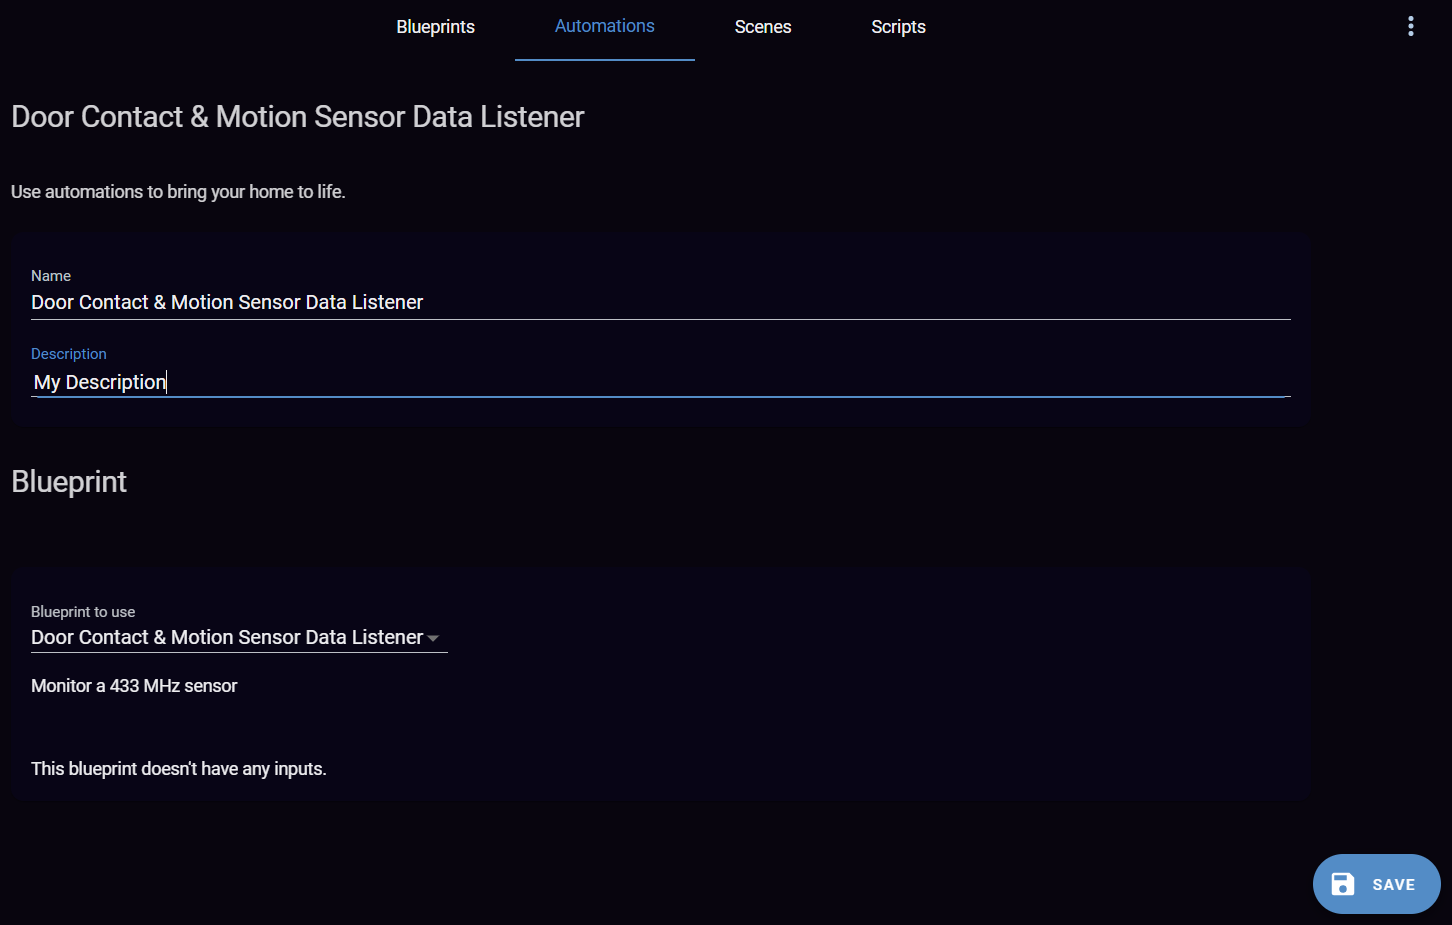 Blueprints
Automations
Scenes
Scripts
Door Contact & Motion Sensor Data Listener
Use automations to bring your home to life.
Name
Door Contact & Motion Sensor Data Listener
Description
My Description
Blueprint
Blueprint to use
Door Contact & Motion Sensor Data Listener
Monitor a 433 MHz sensor
This blueprint doesn't have any inputs.
SAVE